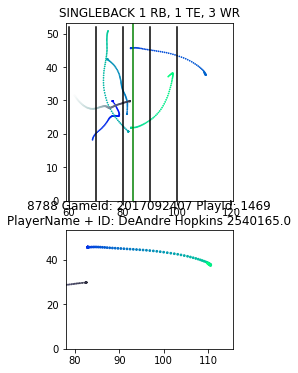 SINGLEBACK 1 RB, 1 TE, 3 WR
50
40
30
20
10
0
60 80 100 120
8788 GameId: 2017092407 PlayId: 1469
PlayerName + ID: DeAndre Hopkins 2540165.0
40
20
0
80 90 100 110